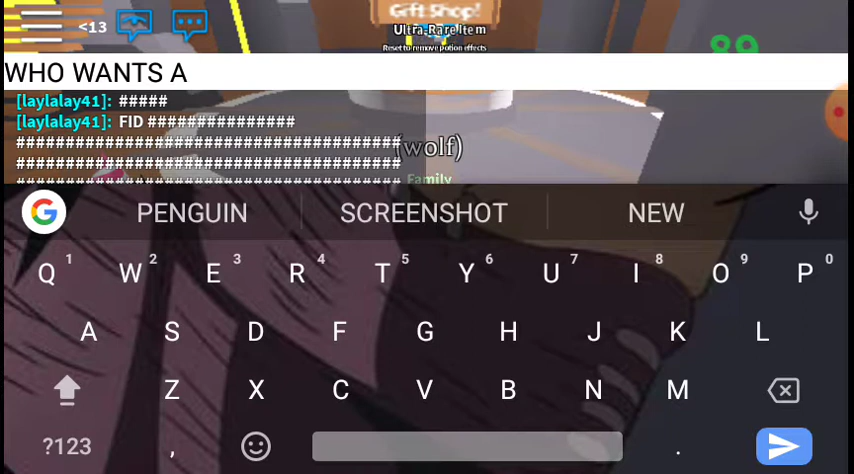 <13
Gift Shop!
Ultra-Rare Item
Reset to remove potion effects
89
WHO WANTS A
[laylalay41]: #####
[laylalay41]: FID ###############
#######################################
(wolf)
#######################################
#######################################
Family
PENGUIN SCREENSHOT NEW
Q 1 W 2 E 3 R 4 T 5 Y 6 U 7 I 8 O 9 P 0
A S D F G H J K L
Z X C V B N M
?123 , .